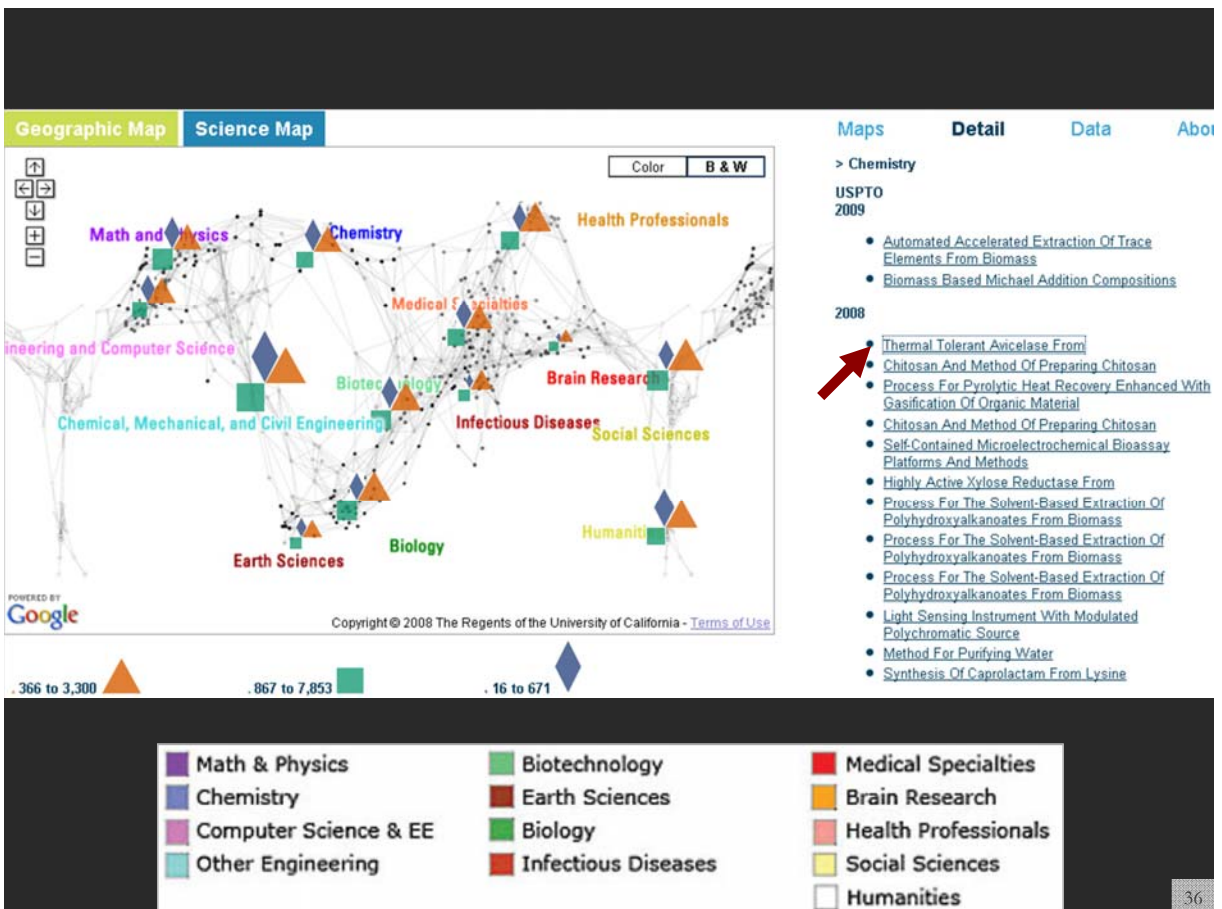 Geographic Map
Science Map
Maps
Detail
Data
Abou
Color
B & W
Math and Physics
Chemistry
Health Professionals
Medical Specialties
ineering and Computer Science
Biotechnology
Brain Research
Chemical, Mechanical, and Civil Engineering
Infectious Diseases
Social Sciences
Humaniti
Biology
Earth Sciences
POWERED BY
Google
Copyright © 2008 The Regents of the University of California - Terms of Use
. 366 to 3,300
. 867 to 7,853
. 16 to 671
> Chemistry
USPTO
2009
Automated Accelerated Extraction Of Trace
Elements From Biomass
Biomass Based Michael Addition Compositions
2008
Thermal Tolerant Avicelase From
Chitosan And Method Of Preparing Chitosan
Process For Pyrolytic Heat Recovery Enhanced With
Gasification Of Organic Material
Chitosan And Method Of Preparing Chitosan
Self-Contained Microelectrochemical Bioassay
Platforms And Methods
Highly Active Xylose Reductase From
Process For The Solvent-Based Extraction Of
Polyhydroxyalkanoates From Biomass
Process For The Solvent-Based Extraction Of
Polyhydroxyalkanoates From Biomass
Process For The Solvent-Based Extraction Of
Polyhydroxyalkanoates From Biomass
Light Sensing Instrument With Modulated
Polychromatic Source
Method For Purifying Water
Synthesis Of Caprolactam From Lysine
Math & Physics
Chemistry
Computer Science & EE
Other Engineering
Biotechnology
Earth Sciences
Biology
Infectious Diseases
Medical Specialties
Brain Research
Health Professionals
Social Sciences
Humanities
36